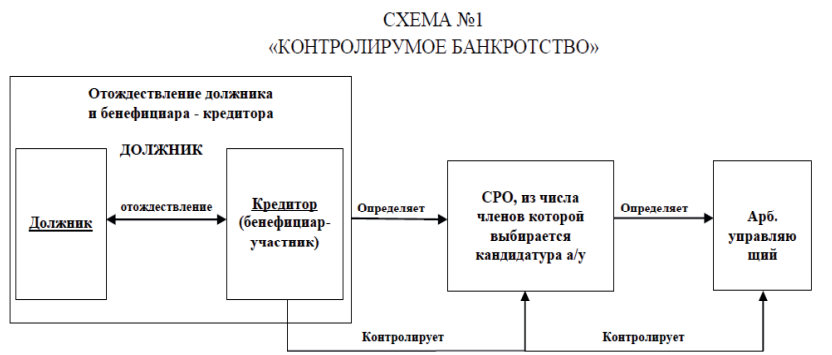 СХЕМА №1
«КОНТРОЛИРУМОЕ БАНКРОТСТВО»
Отождествление должника
и бенефициара - кредитора
ДОЛЖНИК
Должник
отождествление
Кредитор
(бенефициар-
участник)
Определяет
СРО, из числа
членов которой
выбирается
кандидатура а/у
Определяет
Арб.
управляю
щий
Контролирует
Контролирует